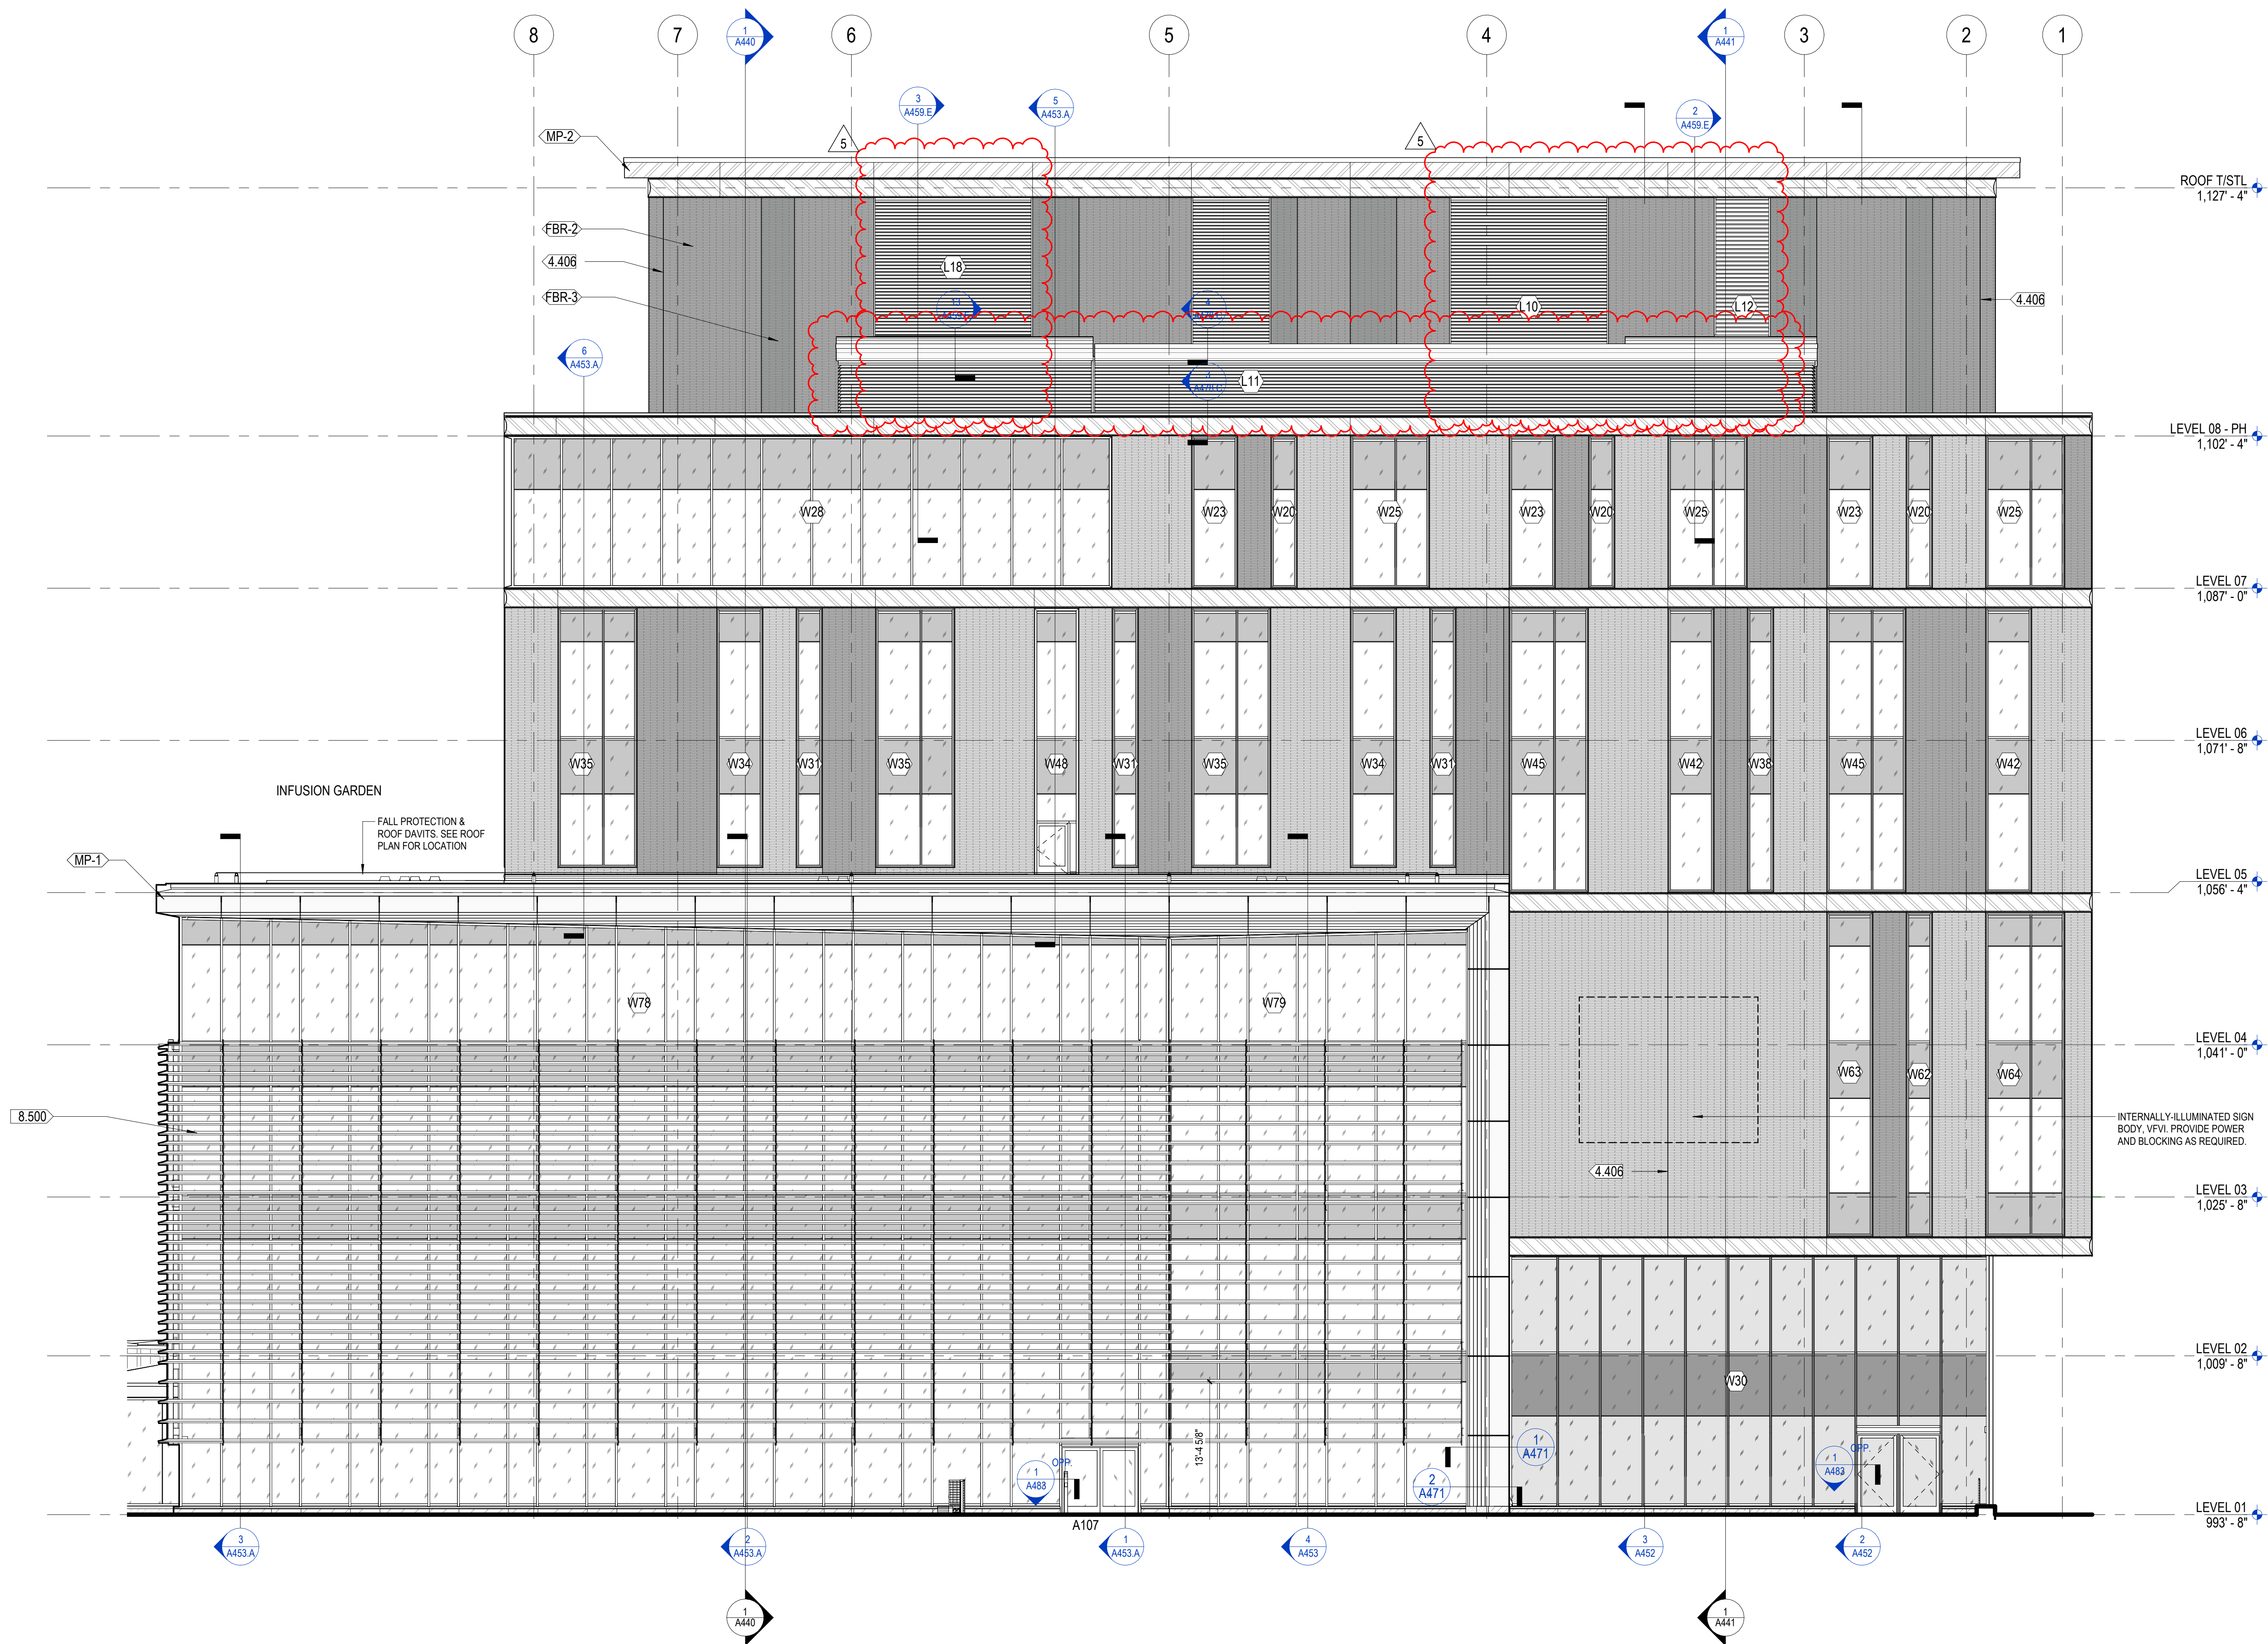 8
7
1
A440
6
5
4
1
A441
3
2
1
3
A459.E
5
A453.A
2
A459.E
MP-2
5
5
ROOF T/STL
1,127' - 4"
FBR-2
4.406
L18
FBR-3
13
4
L10
L12
4.406
6
A453.A
3
L11
LEVEL 08 - PH
1,102' - 4"
W28
W23
W20
W25
W23
W20
W25
W23
W20
W25
LEVEL 07
1,087' - 0"
LEVEL 06
1,071' - 8"
W35
W34
W31
W35
W48
W31
W35
W34
W31
W45
W42
W38
W45
W42
INFUSION GARDEN
FALL PROTECTION &
ROOF DAVITS. SEE ROOF
PLAN FOR LOCATION
MP-1
LEVEL 05
1,056' - 4"
W78
W79
LEVEL 04
1,041' - 0"
W63
W62
W64
8.500
INTERNALLY-ILLUMINATED SIGN
BODY, VFVI. PROVIDE POWER
AND BLOCKING AS REQUIRED.
4.406
LEVEL 03
1,025' - 8"
LEVEL 02
1,009' - 8"
W30
13'-4 5/8"
1
A471
OPP.
1
A483
2
A471
OPP.
1
A483
LEVEL 01
993' - 8"
A107
3
A453.A
2
A453.A
1
A453.A
4
A453
3
A452
2
A452
1
A440
1
A441